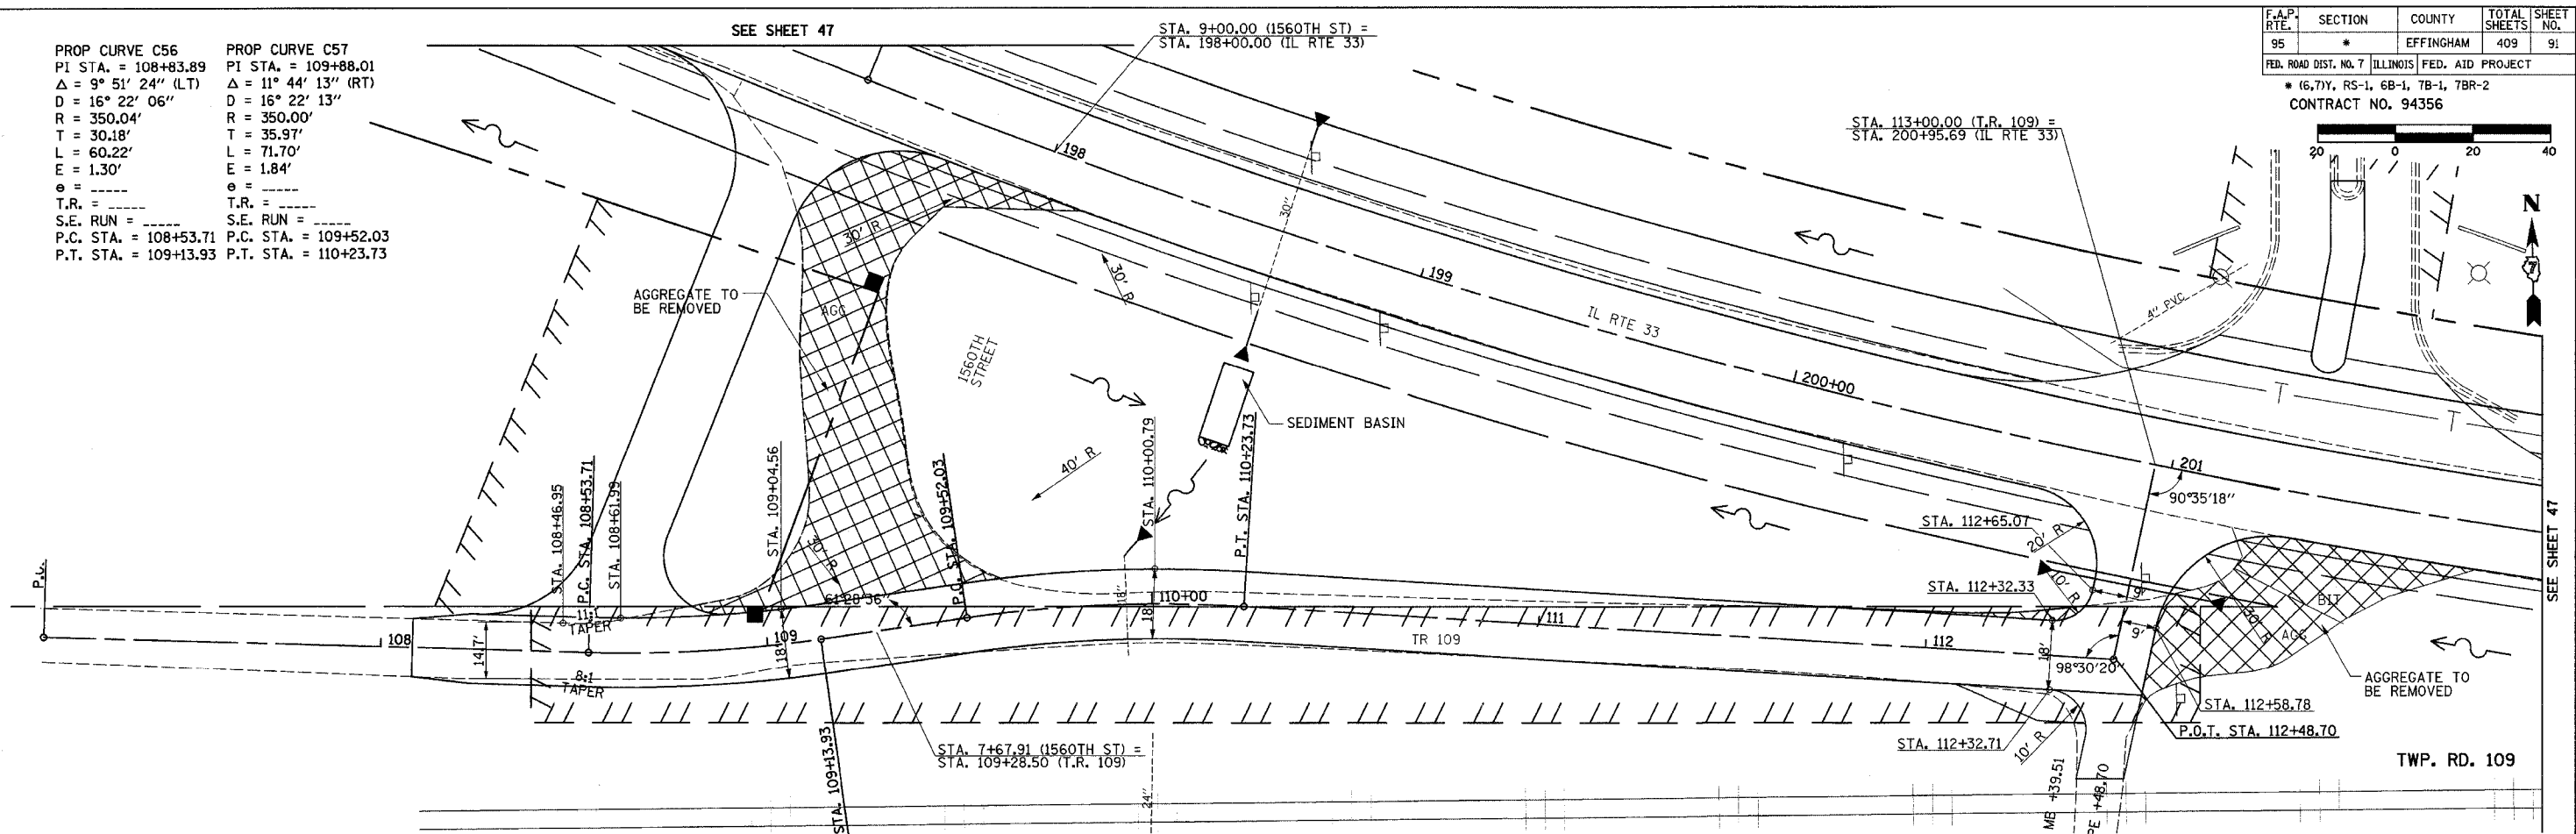 SEE SHEET 47
F.A.P. RTE. SECTION COUNTY TOTAL SHEETS SHEET NO.
95 * EFFINGHAM 409 91
FED. ROAD DIST. NO. 7 ILLINOIS FED. AID PROJECT
* (6,7)Y, RS-1, 6B-1, 7B-1, 7BR-2
CONTRACT NO. 94356
20 0 20 40
N
PROP CURVE C56
PI STA. = 108+83.89
Δ = 9° 51' 24" (LT)
D = 16° 22' 06"
R = 350.04'
T = 30.18'
L = 60.22'
E = 1.30'
e = -----
T.R. = -----
S.E. RUN = -----
P.C. STA. = 108+53.71
P.T. STA. = 109+13.93
PROP CURVE C57
PI STA. = 109+88.01
Δ = 11° 44' 13" (RT)
D = 16° 22' 13"
R = 350.00'
T = 35.97'
L = 71.70'
E = 1.84'
e = -----
T.R. = -----
S.E. RUN = -----
P.C. STA. = 109+52.03
P.T. STA. = 110+23.73
STA. 9+00.00 (1560TH ST) =
STA. 198+00.00 (IL RTE 33)
STA. 113+00.00 (T.R. 109) =
STA. 200+95.69 (IL RTE 33)
198
199
200+00
201
IL RTE 33
30"
4" PVC
30' R
30' R
AGGREGATE TO
BE REMOVED
AGG
1560TH
STREET
SEDIMENT BASIN
40' R
90°35'18"
STA. 112+65.07
20' R
STA. 112+32.33
10' R
9'
SEE SHEET 47
STA. 108+46.95
P.C. STA. 108+53.71
STA. 108+61.99
STA. 109+04.56
30' R
61°28'36"
P.C. STA. 109+52.03
STA. 110+00.79
P.T. STA. 110+23.73
11:1
TAPER
8:1
TAPER
14.7'
18'
18"
18'
108
109
110+00
111
112
TR 109
18'
9'
98°30'20"
30' R
BIT
AGG
AGGREGATE TO
BE REMOVED
STA. 112+58.78
P.O.T. STA. 112+48.70
STA. 112+32.71
10' R
STA. 7+67.91 (1560TH ST) =
STA. 109+28.50 (T.R. 109)
STA. 109+13.93
24"
MB +39.51
PE +48.70
TWP. RD. 109